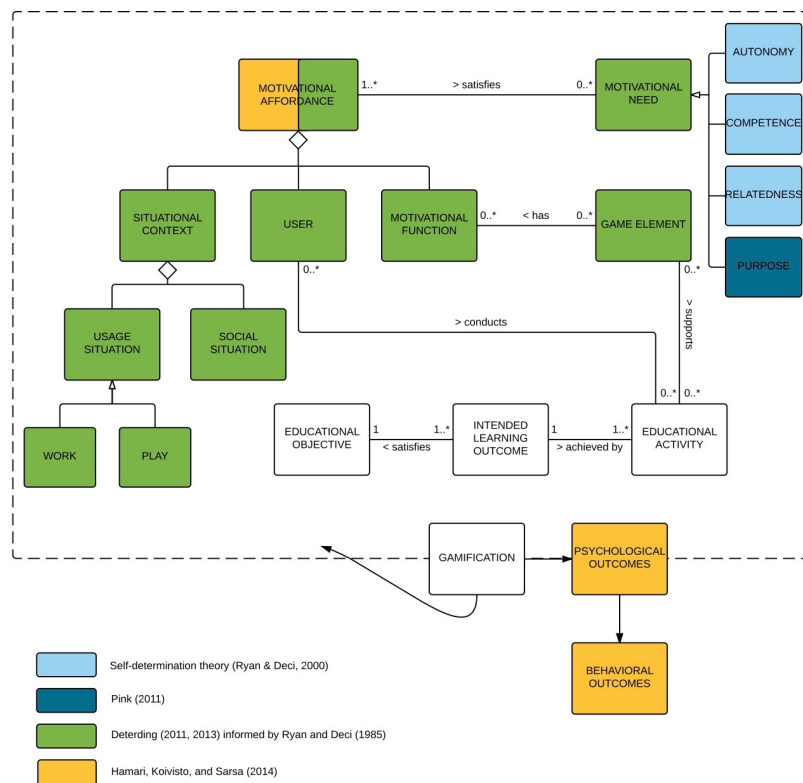 AUTONOMY
MOTIVATIONAL
AFFORDANCE
1..*
> satisfies
0..*
MOTIVATIONAL
NEED
COMPETENCE
RELATEDNESS
PURPOSE
SITUATIONAL
CONTEXT
USER
MOTIVATIONAL
FUNCTION
0..*
< has
0..*
GAME ELEMENT
0..*
0..*
> supports
> conducts
USAGE
SITUATION
SOCIAL
SITUATION
0..*
0..*
WORK
PLAY
EDUCATIONAL
OBJECTIVE
1
< satisfies
1..*
INTENDED
LEARNING
OUTCOME
1
> achieved by
1..*
EDUCATIONAL
ACTIVITY
GAMIFICATION
PSYCHOLOGICAL
OUTCOMES
BEHAVIORAL
OUTCOMES
Self-determination theory (Ryan & Deci, 2000)
Pink (2011)
Deterding (2011, 2013) informed by Ryan and Deci (1985)
Hamari, Koivisto, and Sarsa (2014)